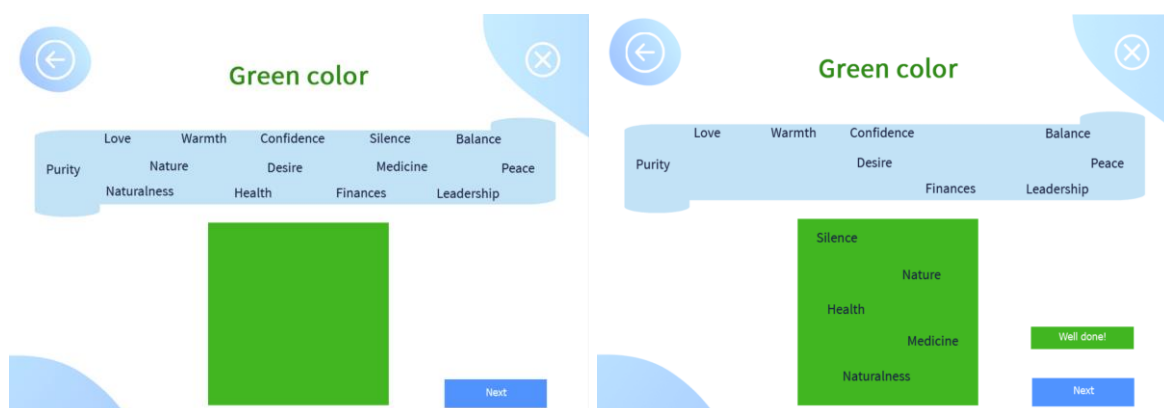 Green color
Love Warmth Confidence Silence Balance
Purity Nature Desire Medicine Peace
Naturalness Health Finances Leadership
Next
Green color
Love Warmth Confidence Balance
Purity Desire Peace
Finances Leadership
Silence
Nature
Health
Medicine
Naturalness
Well done!
Next